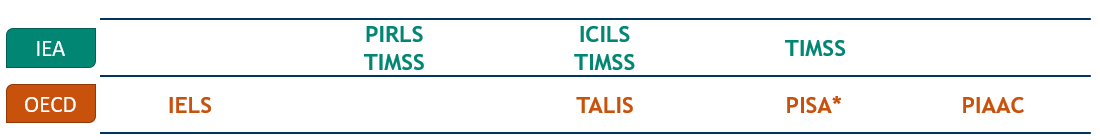 IEA
PIRLS ICILS
TIMSS
TIMSS TIMSS
OECD IELS TALIS PISA* PIAAC